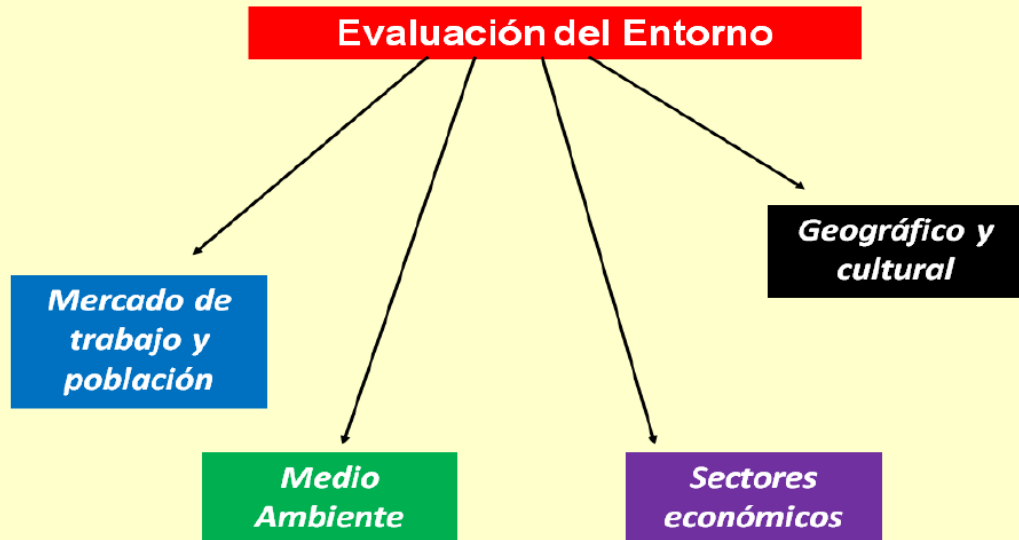 Evaluación del Entorno
Geográfico y
cultural
Mercado de
trabajo y
población
Medio
Ambiente
Sectores
económicos